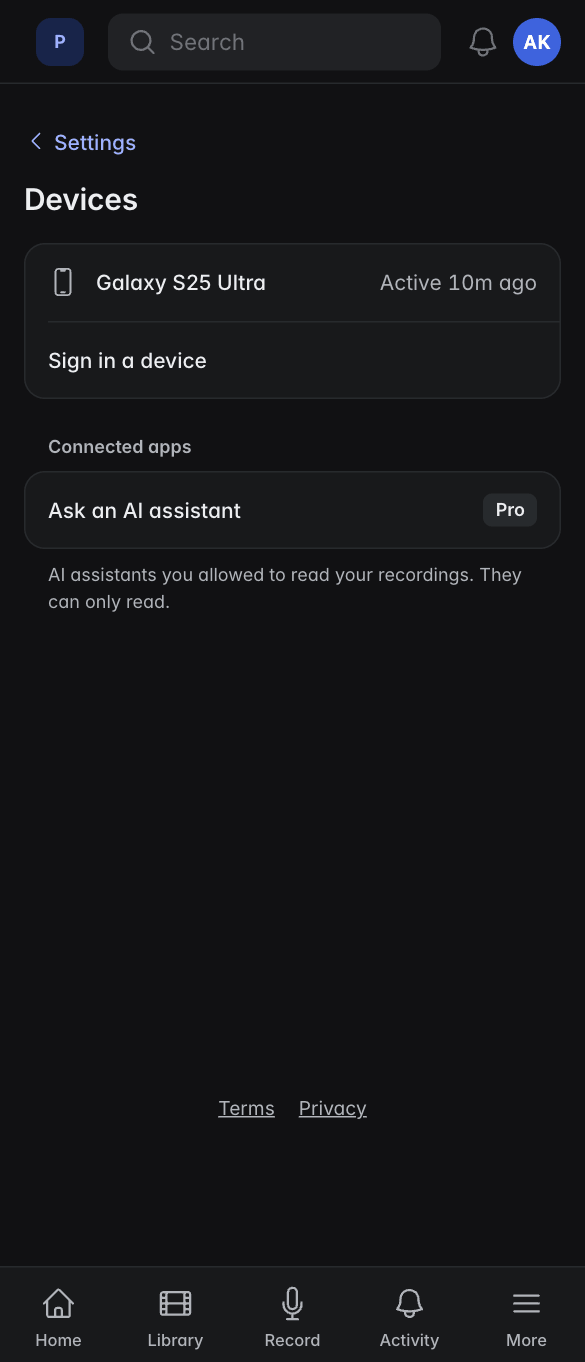 P
Search
AK
Settings
Devices
Galaxy S25 Ultra
Active 10m ago
Sign in a device
Connected apps
Ask an AI assistant
Pro
AI assistants you allowed to read your recordings. They
can only read.
Terms
Privacy
Home
Library
Record
Activity
More